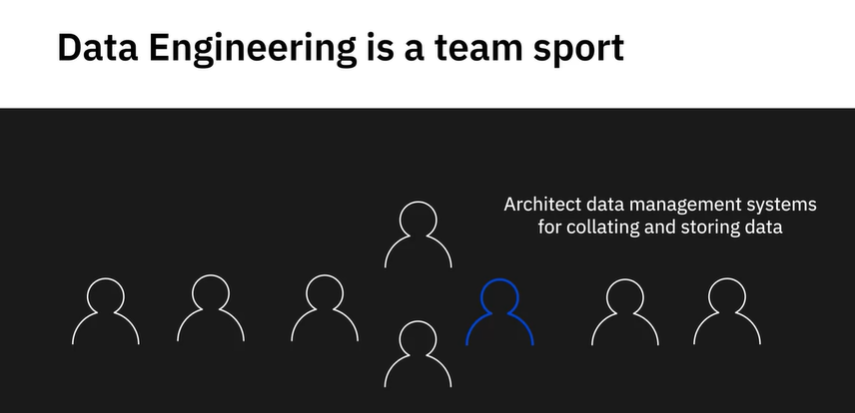 Data Engineering is a team sport
Architect data management systems
for collating and storing data